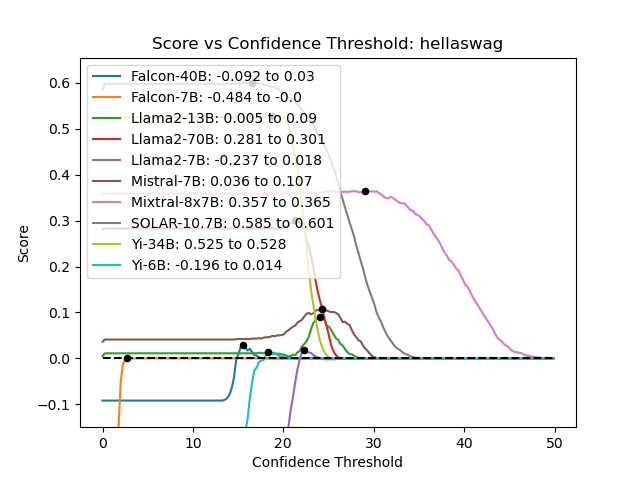 Score vs Confidence Threshold: hellaswag
Falcon-40B: -0.092 to 0.03
Falcon-7B: -0.484 to -0.0
Llama2-13B: 0.005 to 0.09
Llama2-70B: 0.281 to 0.301
Llama2-7B: -0.237 to 0.018
Mistral-7B: 0.036 to 0.107
Mixtral-8x7B: 0.357 to 0.365
SOLAR-10.7B: 0.585 to 0.601
Yi-34B: 0.525 to 0.528
Yi-6B: -0.196 to 0.014
Score
0.6
0.5
0.4
0.3
0.2
0.1
0.0
−0.1
0 10 20 30 40 50
Confidence Threshold